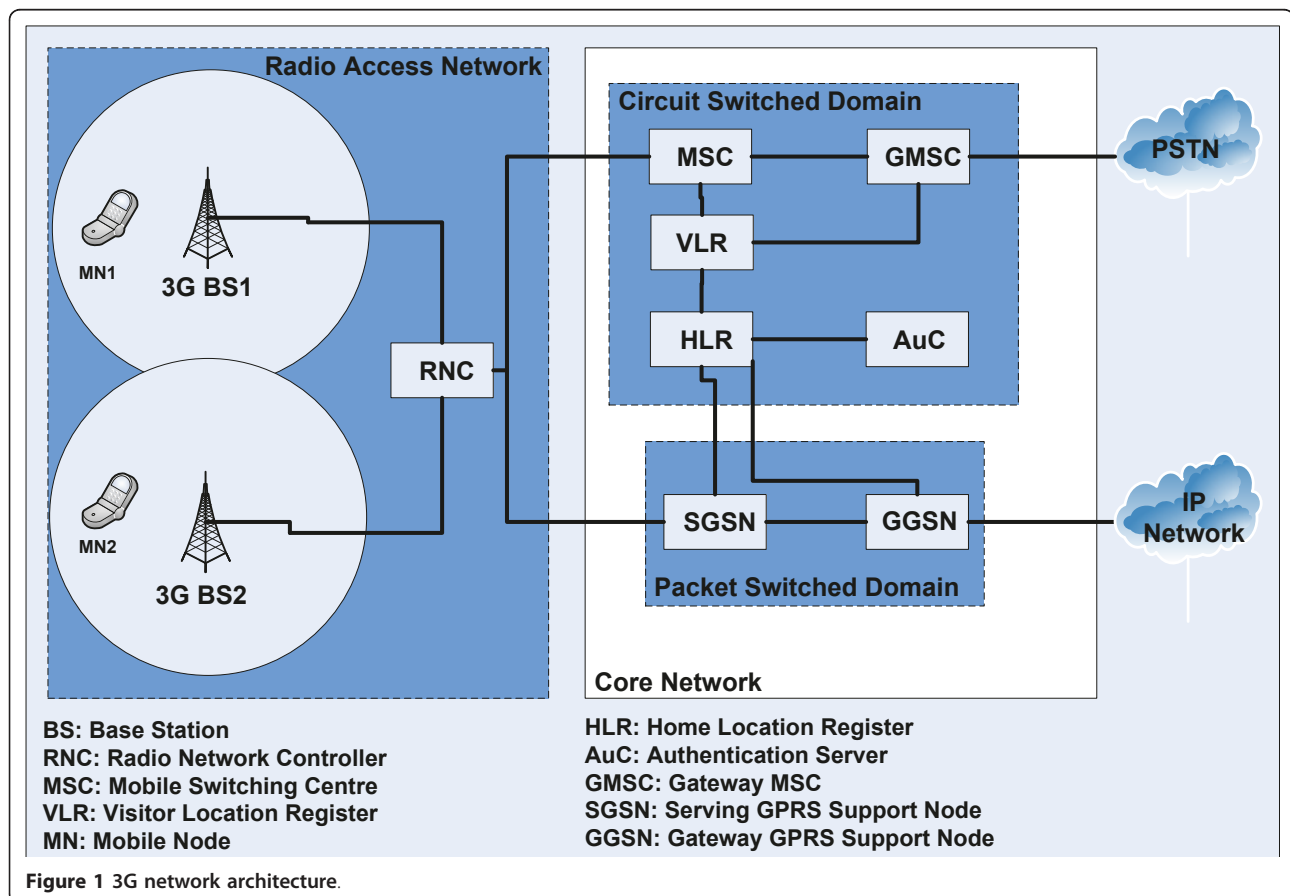 Radio Access Network
MN1
3G BS1
MN2
3G BS2
RNC
Circuit Switched Domain
MSC
GMSC
VLR
HLR
AuC
SGSN
GGSN
Packet Switched Domain
Core Network
PSTN
IP
Network
BS: Base Station
RNC: Radio Network Controller
MSC: Mobile Switching Centre
VLR: Visitor Location Register
MN: Mobile Node
HLR: Home Location Register
AuC: Authentication Server
GMSC: Gateway MSC
SGSN: Serving GPRS Support Node
GGSN: Gateway GPRS Support Node
Figure 1 3G network architecture.